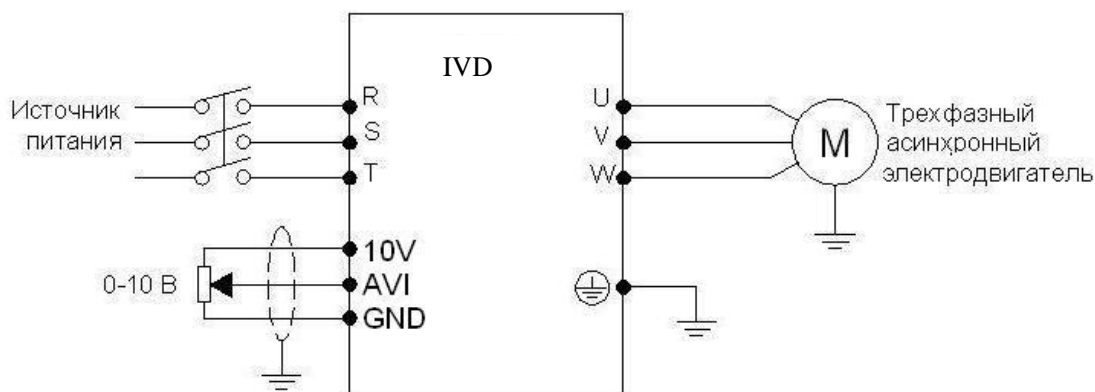 IVD
Источник
питания
R
S
T
U
V
W
M
Трехфазный
асинхронный
электродвигатель
10V
0-10 В
AVI
GND